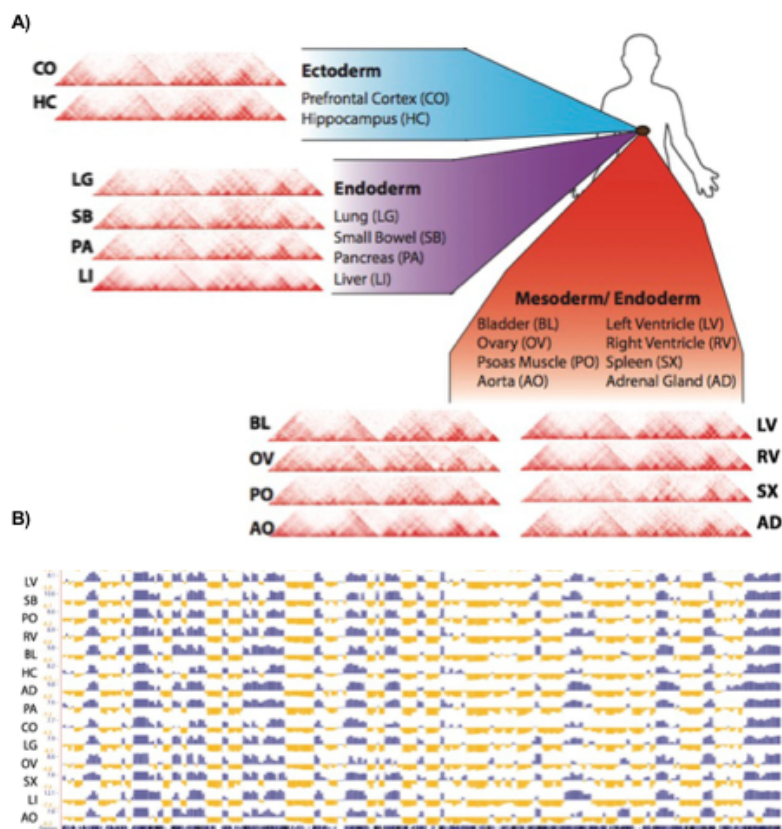 A)
CO
HC
Ectoderm
Prefrontal Cortex (CO)
Hippocampus (HC)
LG
SB
PA
LI
Endoderm
Lung (LG)
Small Bowel (SB)
Pancreas (PA)
Liver (LI)
Mesoderm/ Endoderm
Bladder (BL)
Ovary (OV)
Psoas Muscle (PO)
Aorta (AO)
Left Ventricle (LV)
Right Ventricle (RV)
Spleen (SX)
Adrenal Gland (AD)
BL
OV
PO
AO
LV
RV
SX
AD
B)
LV
SB
PO
RV
BL
HC
AD
PA
CO
LG
OV
SX
LI
AO